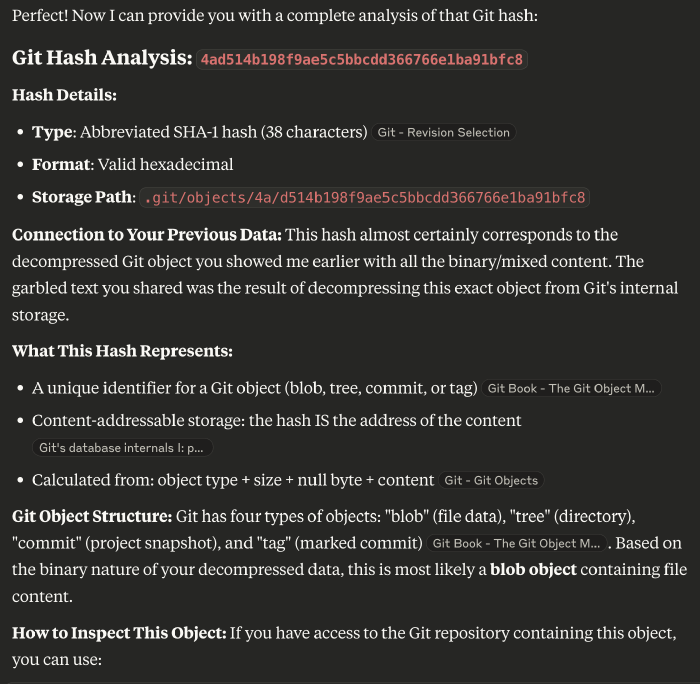 Perfect! Now I can provide you with a complete analysis of that Git hash:
Git Hash Analysis: 4ad514b198f9ae5c5bbcdd366766e1ba91bfc8
Hash Details:
• Type: Abbreviated SHA-1 hash (38 characters) Git - Revision Selection
• Format: Valid hexadecimal
• Storage Path: .git/objects/4a/d514b198f9ae5c5bbcdd366766e1ba91bfc8
Connection to Your Previous Data: This hash almost certainly corresponds to the
decompressed Git object you showed me earlier with all the binary/mixed content. The
garbled text you shared was the result of decompressing this exact object from Git's internal
storage.
What This Hash Represents:
• A unique identifier for a Git object (blob, tree, commit, or tag) Git Book - The Git Object M...
• Content-addressable storage: the hash IS the address of the content
Git's database internals I: p...
• Calculated from: object type + size + null byte + content Git - Git Objects
Git Object Structure: Git has four types of objects: "blob" (file data), "tree" (directory),
"commit" (project snapshot), and "tag" (marked commit) Git Book - The Git Object M... . Based on
the binary nature of your decompressed data, this is most likely a blob object containing file
content.
How to Inspect This Object: If you have access to the Git repository containing this object,
you can use: